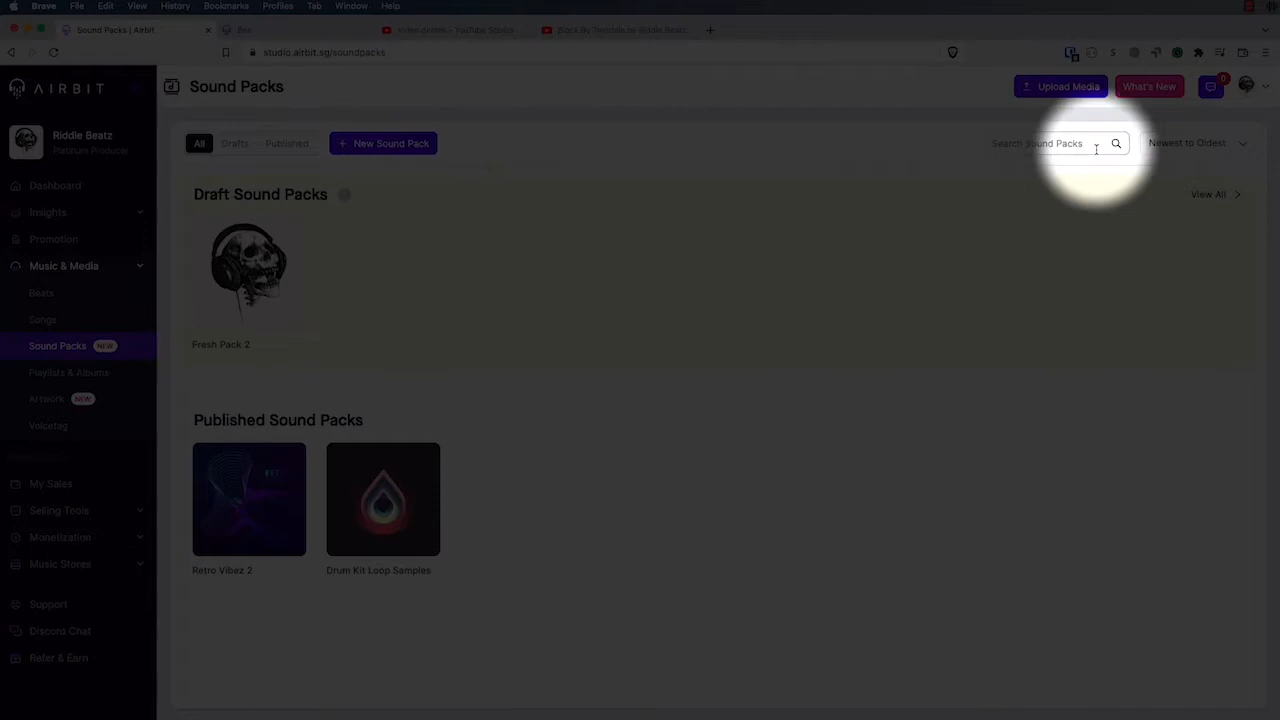 Brave File Edit View History Bookmarks Profiles Tab Window Help
Sound Packs | Airbit
studio.airbit.sg/soundpacks
AIRBIT
Sound Packs
Upload Media
What's New
0
Riddle Beatz
Platinum Producer
All
Drafts
Published
+ New Sound Pack
Search Sound Packs
Newest to Oldest
Dashboard
Insights
Promotion
Music & Media
Beats
Songs
Sound Packs NEW
Playlists & Albums
Artwork NEW
Voicetag
My Sales
Selling Tools
Monetization
Music Stores
Support
Discord Chat
Refer & Earn
Draft Sound Packs
View All
Fresh Pack 2
Published Sound Packs
Retro Vibez 2
Drum Kit Loop Samples